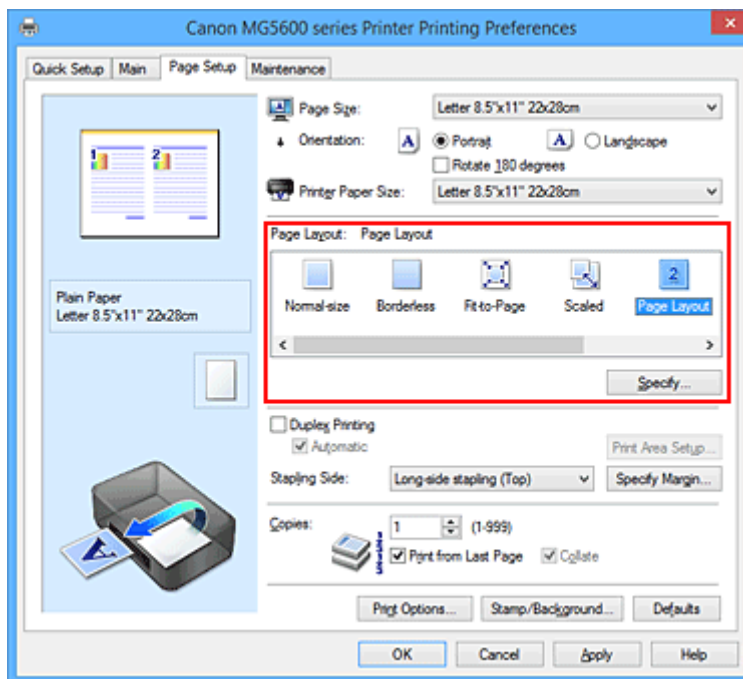 Canon MG5600 series Printer Printing Preferences
Quick Setup Main Page Setup Maintenance
1 2
Plain Paper
Letter 8.5"x11" 22x28cm
Page Size: Letter 8.5"x11" 22x28cm
Orientation: A Portrait A Landscape
Rotate 180 degrees
Printer Paper Size: Letter 8.5"x11" 22x28cm
Page Layout: Page Layout
2
Normal-size Borderless Fit-to-Page Scaled Page Layout
Specify...
Duplex Printing
Automatic Print Area Setup...
Stapling Side: Long-side stapling (Top) Specify Margin...
Copies: 1 (1-999)
Print from Last Page Collate
A
Print Options... Stamp/Background... Defaults
OK Cancel Apply Help